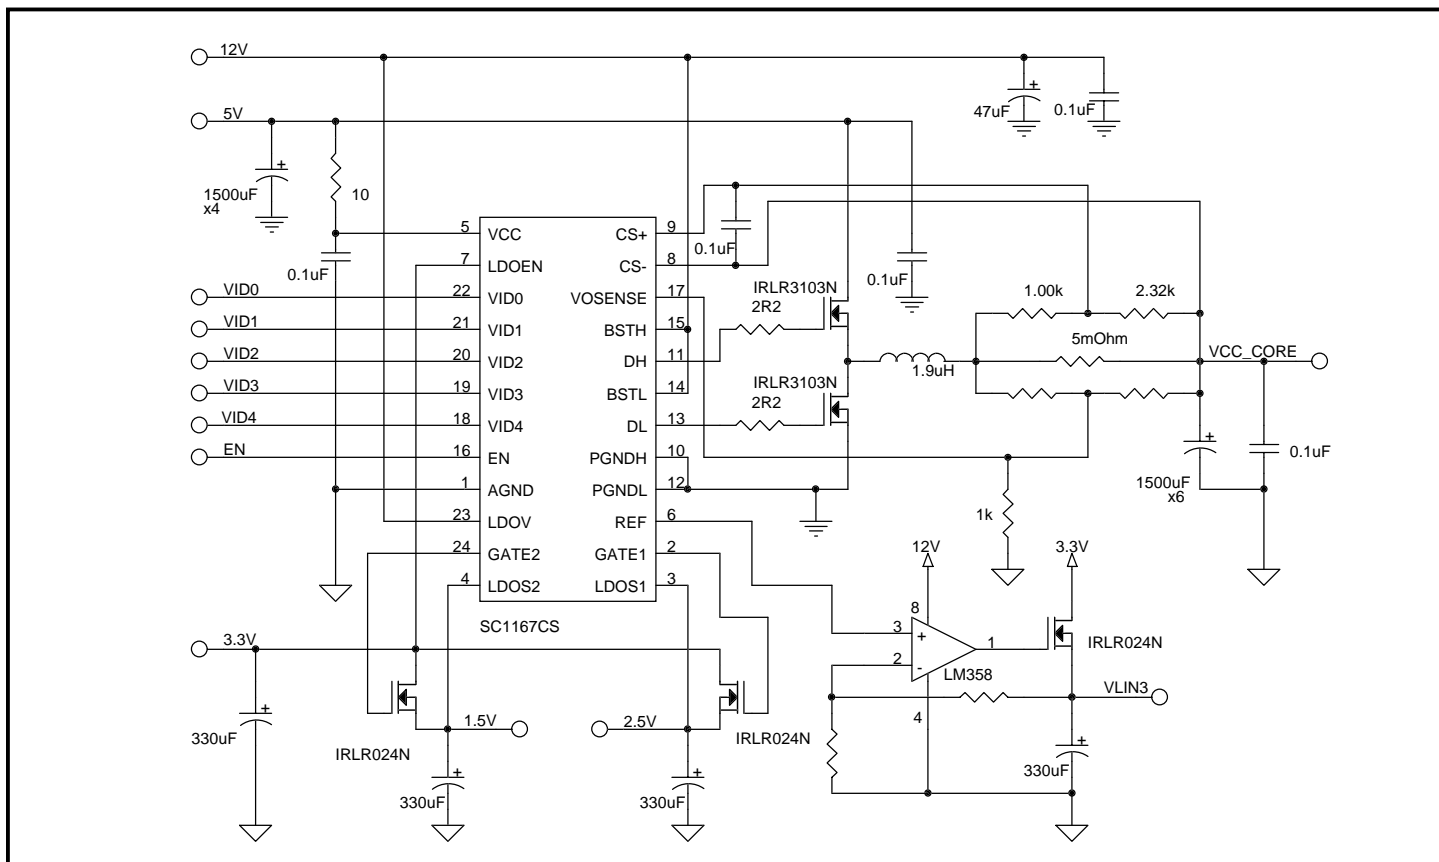 12V
47uF
+
0.1uF
5V
1500uF
x4
+
10
5 VCC CS+ 9
0.1uF
7 LDOEN CS- 8
0.1uF
0.1uF
VID0 22 VID0 VOSENSE 17
VID1 21 VID1 BSTH 15
VID2 20 VID2 DH 11
VID3 19 VID3 BSTL 14
VID4 18 VID4 DL 13
EN 16 EN PGNDH 10
1 AGND PGNDL 12
23 LDOV REF 6
24 GATE2 GATE1 2
4 LDOS2 LDOS1 3
SC1167CS
IRLR3103N
2R2
IRLR3103N
2R2
1.9uH
1.00k 2.32k
5mOhm
VCC_CORE
+
1500uF
x6
0.1uF
1k
12V 3.3V
8
3 + 1
2 -
LM358
4
IRLR024N
VLIN3
+
330uF
3.3V
+
330uF
IRLR024N
1.5V
+
330uF
2.5V
IRLR024N
+
330uF